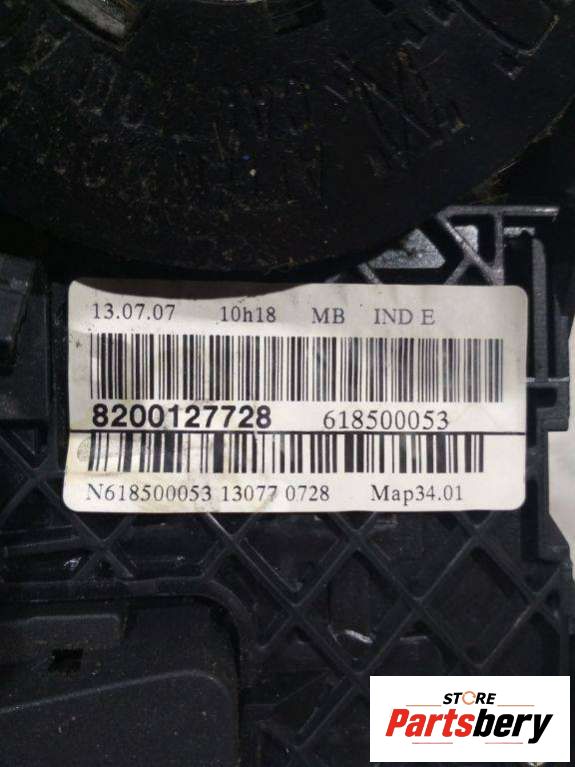 13.07.07 10h18 MB IND E
8200127728 618500053
N618500053 13077 0728 Map34.01
STORE
Partsbery